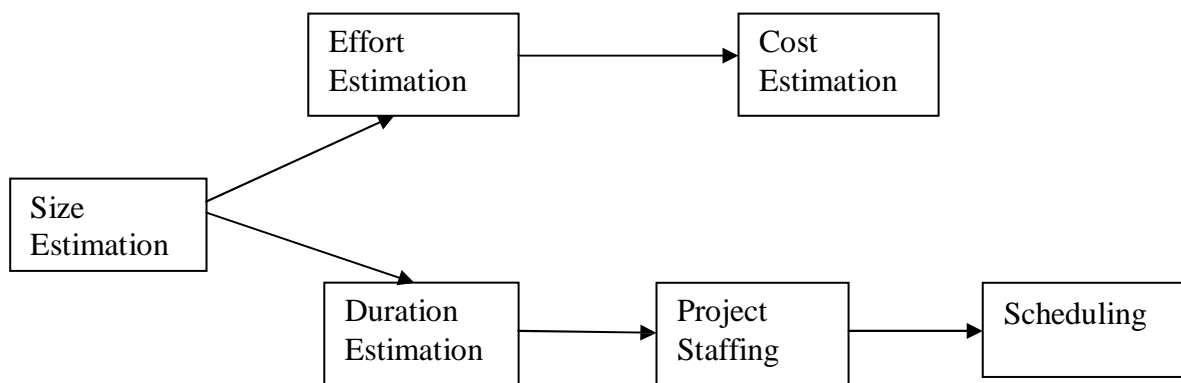 Effort
Estimation
Cost
Estimation
Size
Estimation
Duration
Estimation
Project
Staffing
Scheduling